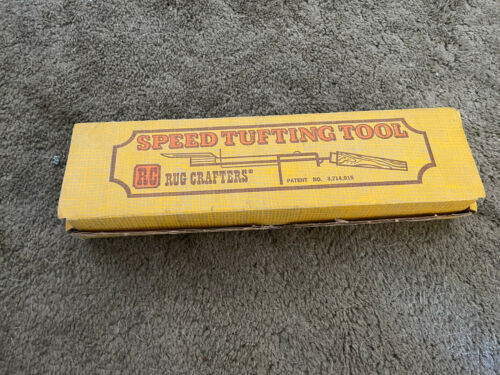 SPEED TUFTING TOOL
RC RUG CRAFTERS®
PATENT NO. 3,714,915